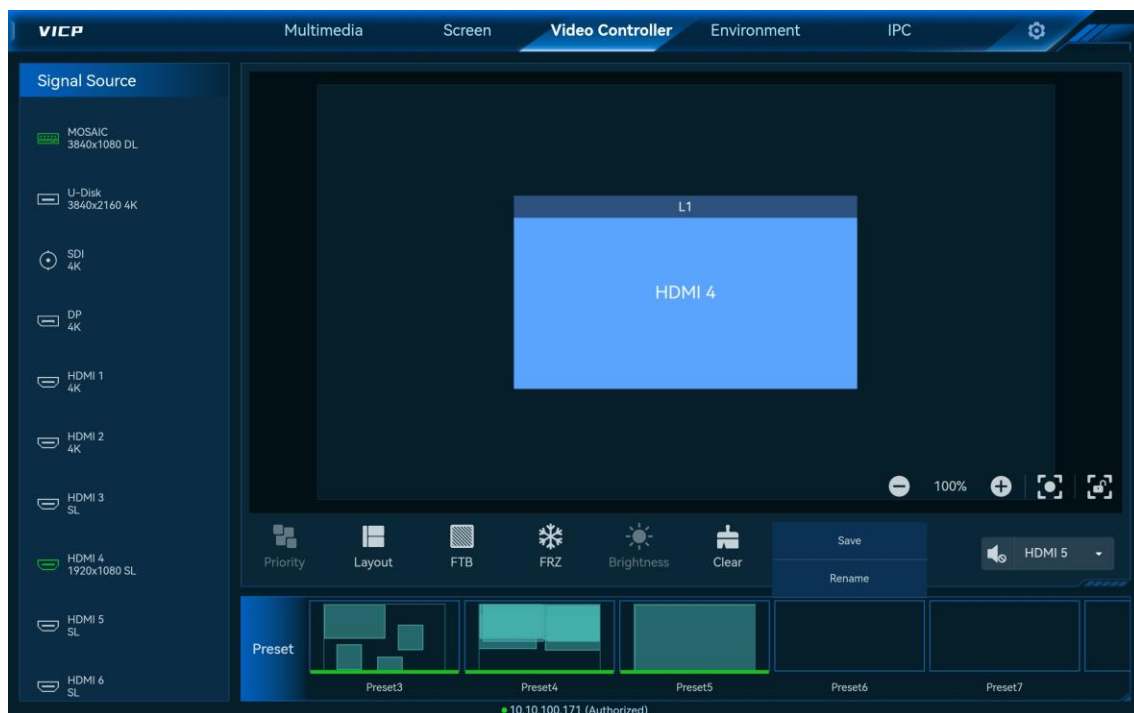 VICP
Multimedia
Screen
Video Controller
Environment
IPC
Signal Source
MOSAIC
3840x1080 DL
U-Disk
3840x2160 4K
SDI
4K
DP
4K
HDMI 1
4K
HDMI 2
4K
HDMI 3
SL
HDMI 4
1920x1080 SL
HDMI 5
SL
HDMI 6
SL
L1
HDMI 4
100%
Priority
Layout
FTB
FRZ
Brightness
Clear
Save
Rename
HDMI 5
Preset
Preset3
Preset4
Preset5
Preset6
Preset7
10.10.100.171 (Authorized)